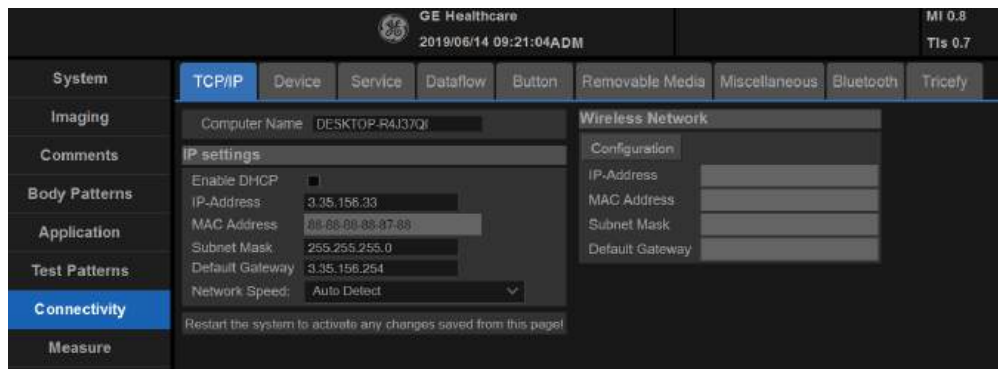 GE Healthcare
2019/06/14 09:21:04ADM
MI 0.8
TIs 0.7
System
Imaging
Comments
Body Patterns
Application
Test Patterns
Connectivity
Measure
TCP/IP Device Service Dataflow Button Removable Media Miscellaneous Bluetooth Tricefy
Computer Name DESKTOP-R4J37QI
IP settings
Enable DHCP
IP-Address 3.35.156.33
MAC Address 88-88-88-88-87-88
Subnet Mask 255.255.255.0
Default Gateway 3.35.156.254
Network Speed: Auto Detect
Restart the system to activate any changes saved from this page!
Wireless Network
Configuration
IP-Address
MAC Address
Subnet Mask
Default Gateway